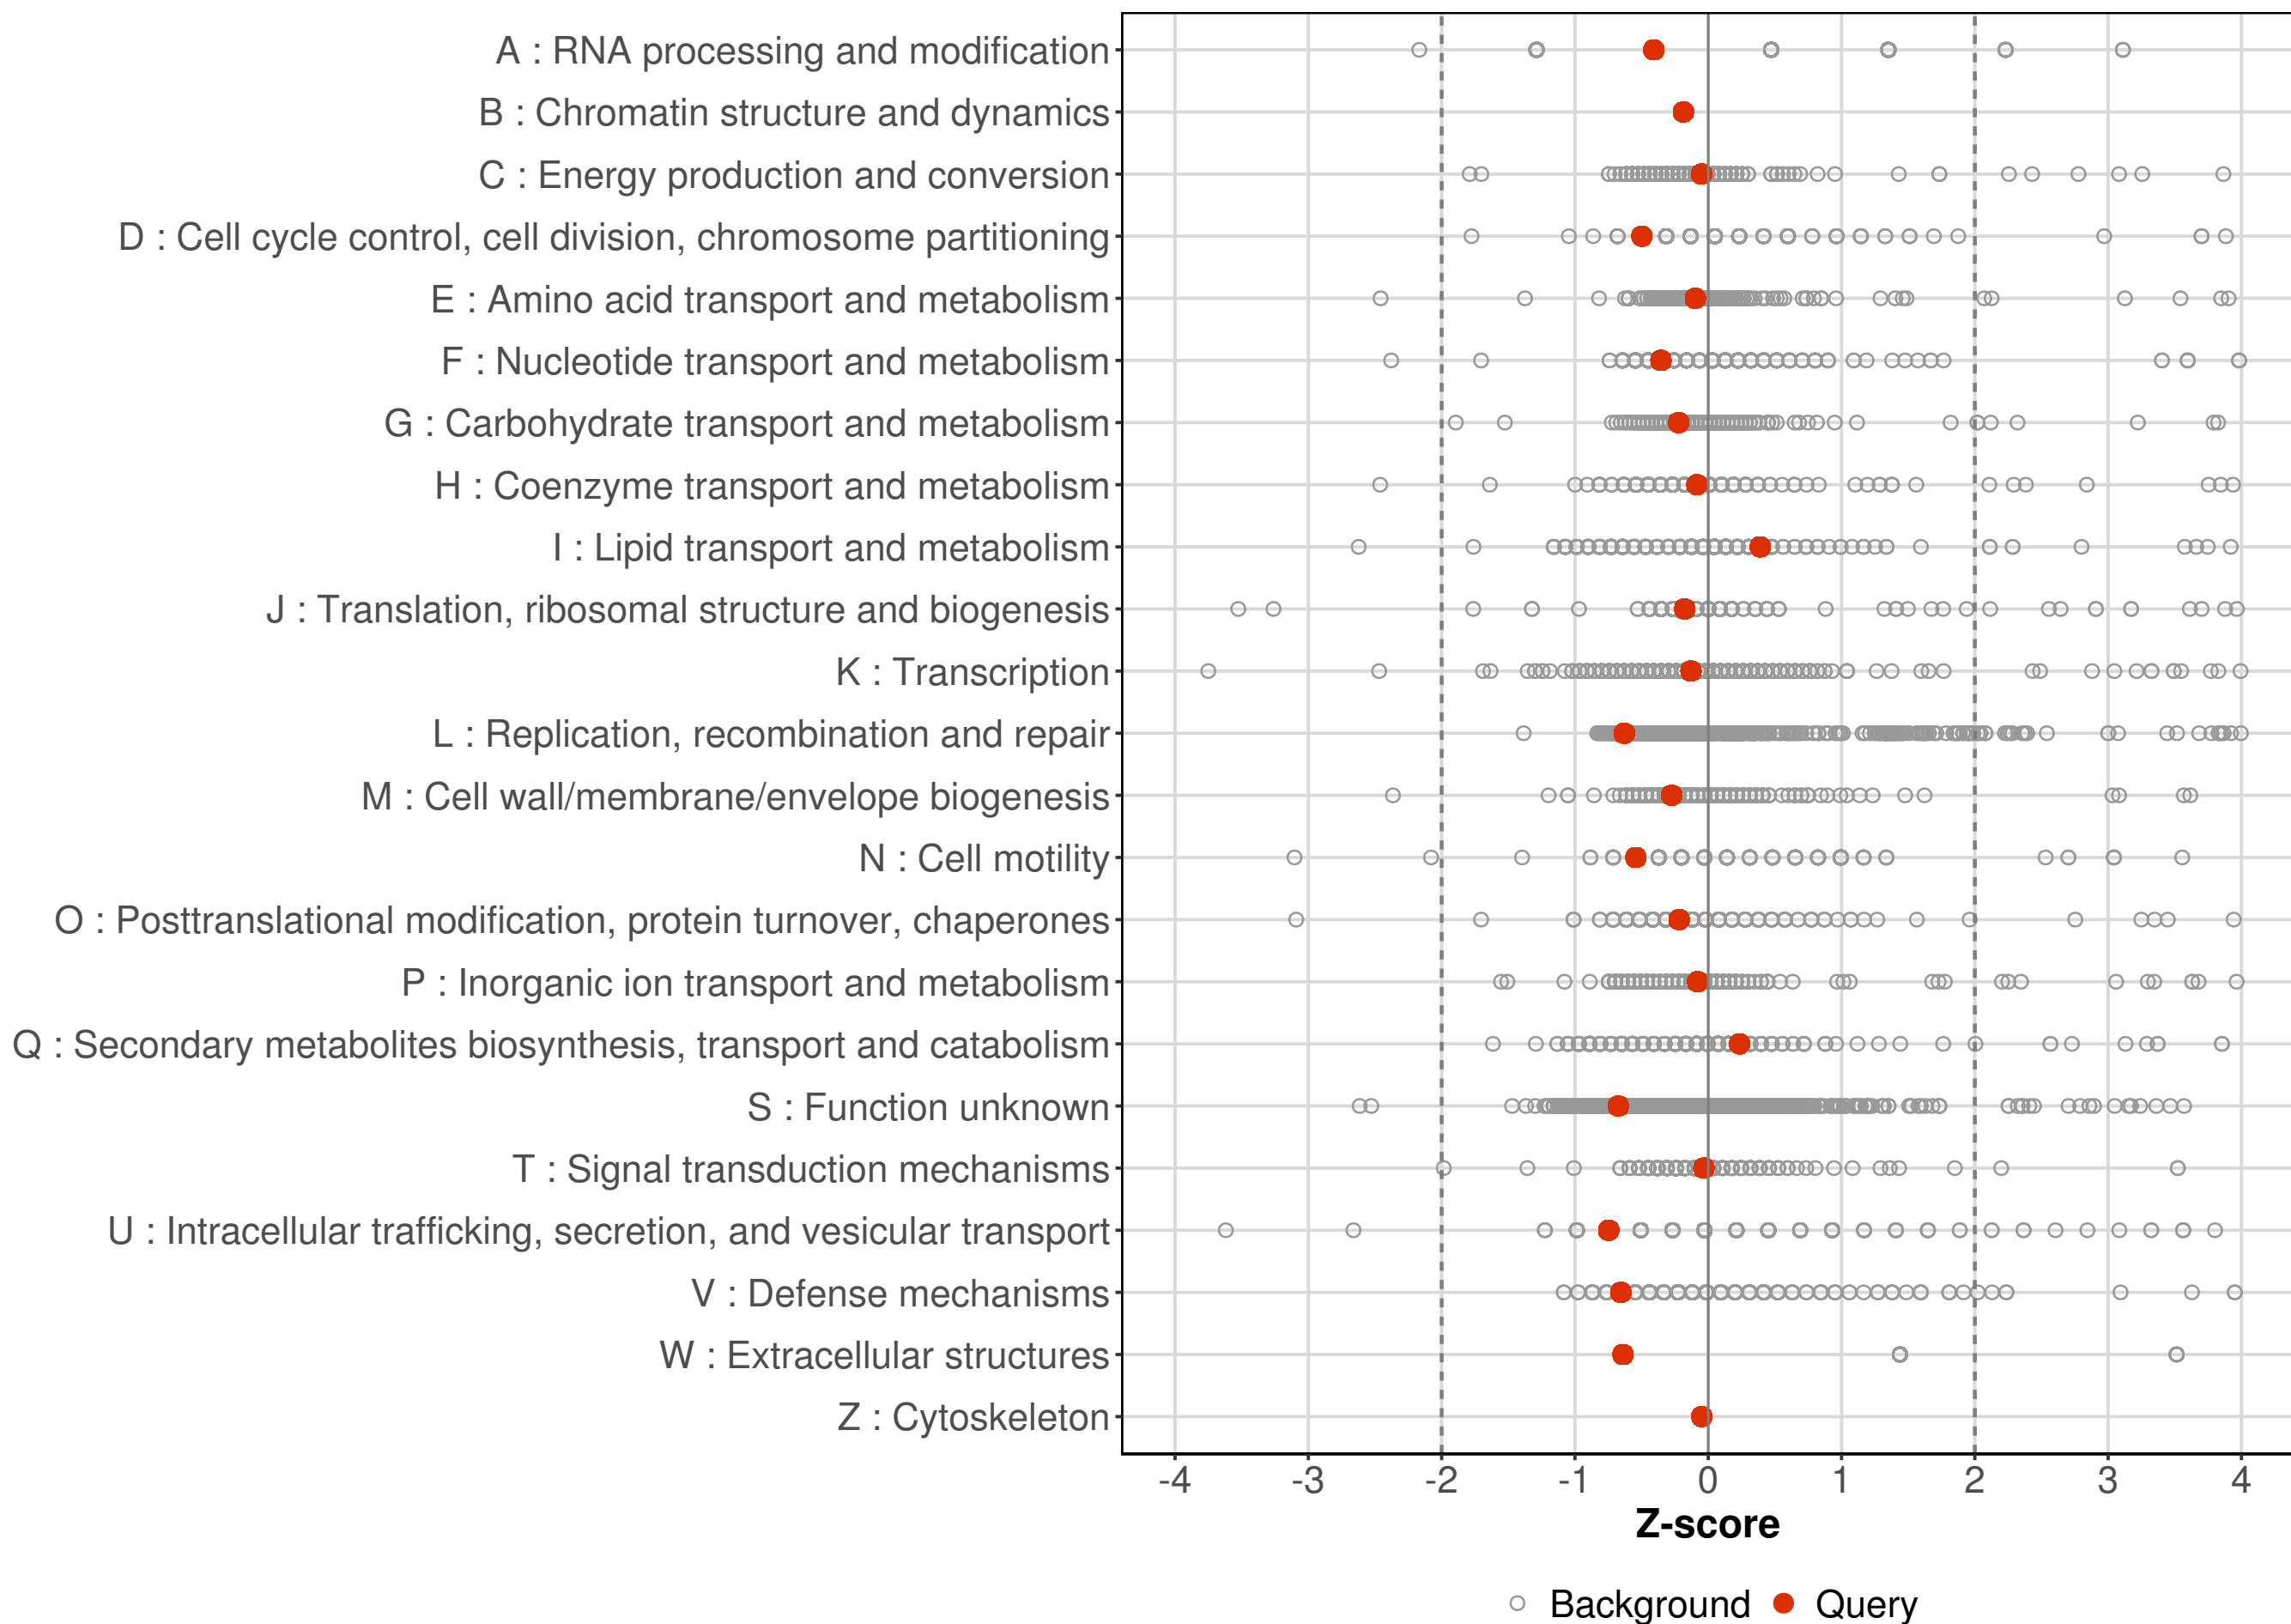 A : RNA processing and modification
B : Chromatin structure and dynamics
C : Energy production and conversion
D : Cell cycle control, cell division, chromosome partitioning
E : Amino acid transport and metabolism
F : Nucleotide transport and metabolism
G : Carbohydrate transport and metabolism
H : Coenzyme transport and metabolism
I : Lipid transport and metabolism
J : Translation, ribosomal structure and biogenesis
K : Transcription
L : Replication, recombination and repair
M : Cell wall/membrane/envelope biogenesis
N : Cell motility
O : Posttranslational modification, protein turnover, chaperones
P : Inorganic ion transport and metabolism
Q : Secondary metabolites biosynthesis, transport and catabolism
S : Function unknown
T : Signal transduction mechanisms
U : Intracellular trafficking, secretion, and vesicular transport
V : Defense mechanisms
W : Extracellular structures
Z : Cytoskeleton
-4 -3 -2 -1 0 1 2 3 4
Z-score
Background Query